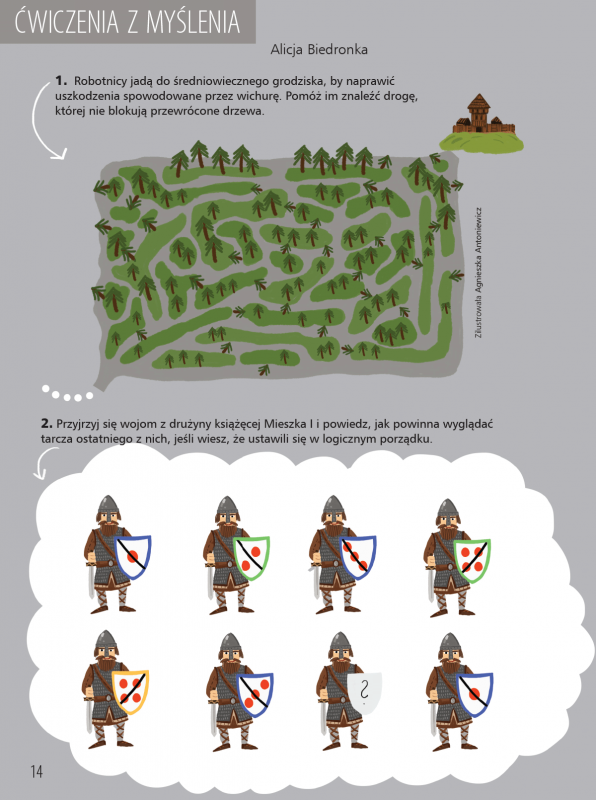 ĆWICZENIA Z MYŚLENIA
Alicja Biedronka
1. Robotnicy jadą do średniowiecznego grodziska, by naprawić
uszkodzenia spowodowane przez wichurę. Pomóż im znaleźć drogę,
której nie blokują przewrócone drzewa.
Zilustrowała Agnieszka Antoniewicz
2. Przyjrzyj się wojom z drużyny książęcej Mieszka I i powiedz, jak powinna wyglądać
tarcza ostatniego z nich, jeśli wiesz, że ustawili się w logicznym porządku.
?
14